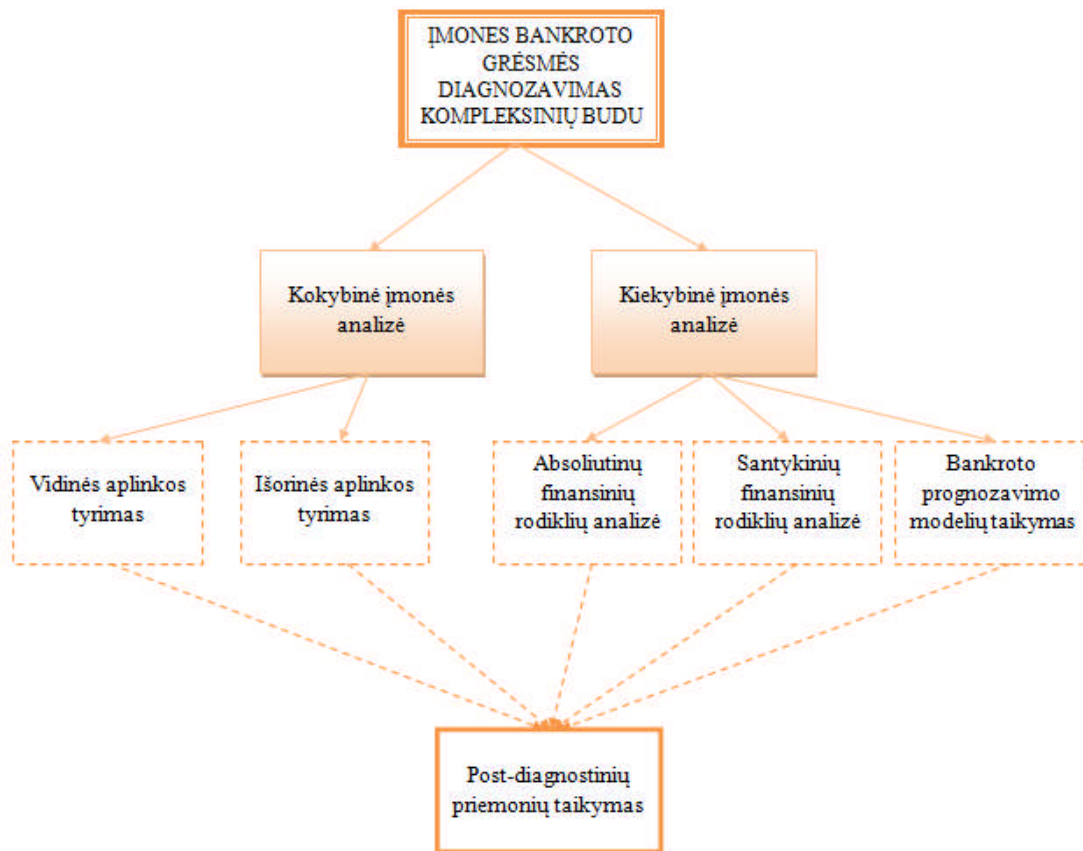 ĮMONES BANKROTO
GRĖSMĖS
DIAGNOZAVIMAS
KOMPLEKSINIŲ BUDU
Kokybinė įmonės
analizė
Kiekybinė įmonės
analizė
Vidinės aplinkos
tyrimas
Išorinės aplinkos
tyrimas
Absoliutinų
finansinių
rodiklių analizė
Santykinių
finansinių
rodiklių analizė
Bankroto
prognozavimo
modelių taikymas
Post-diagnostinių
priemonių taikymas